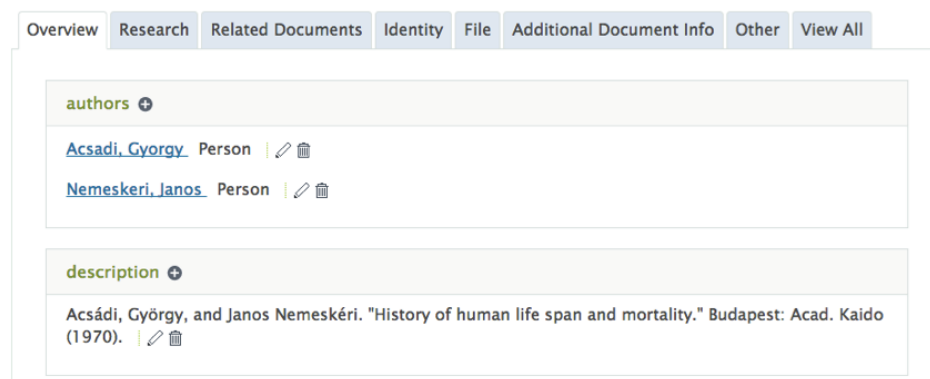 Overview Research Related Documents Identity File Additional Document Info Other View All
authors
Acsadi, Gyorgy Person
Nemeskeri, Janos Person
description
Acsádi, György, and Janos Nemeskéri. "History of human life span and mortality." Budapest: Acad. Kaido
(1970).